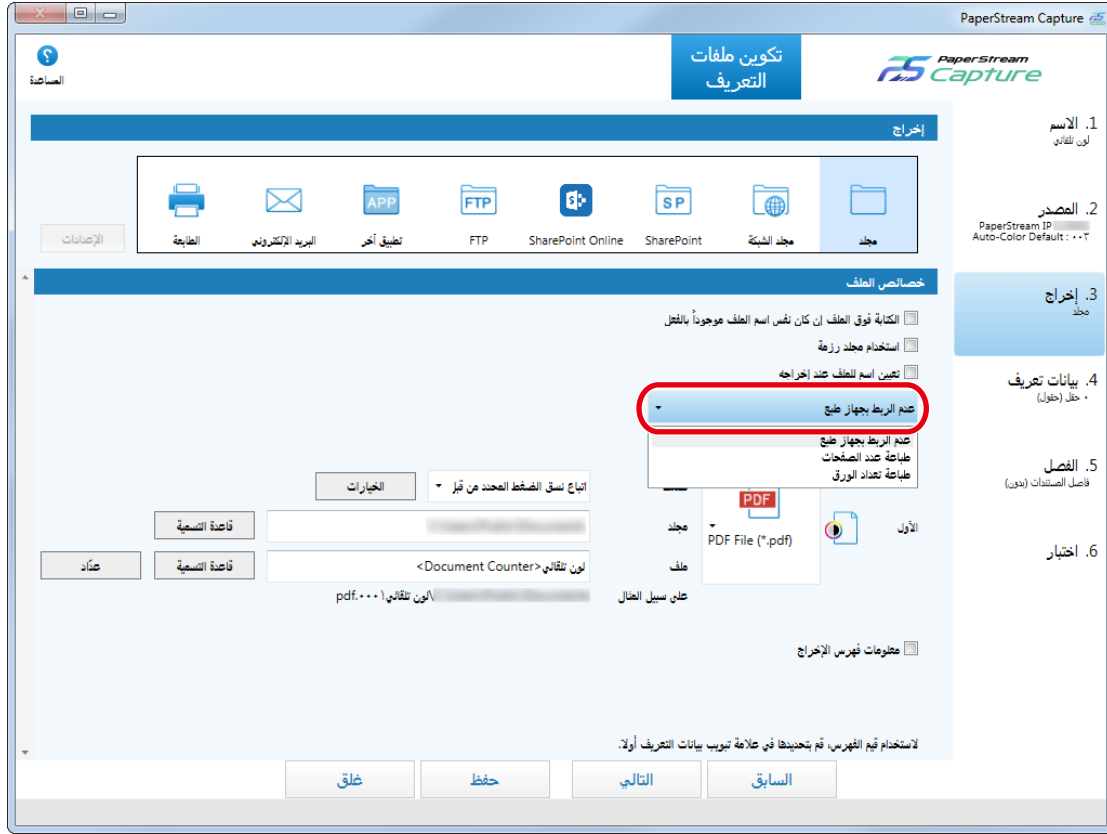 PaperStream Capture
المساعدة
تكوين ملفات
التعريف
PaperStream
Capture
1. الاسم
لون تلقائي
2. المصدر
PaperStream IP
Auto-Color Default : ٠٠٣
3. إخراج
مجلد
4. بيانات تعريف
٠ حقل (حقول)
5. الفصل
فاصل المستندات (بدون)
6. اختبار
إخراج
مجلد
مجلد الشبكة
SP
SharePoint
SharePoint Online
FTP
FTP
APP
تطبيق آخر
البريد الإلكتروني
الطابعة
الإعدادات
خصائص الملف
الكتابة فوق الملف إن كان نفس اسم الملف موجوداً بالفعل
استخدام مجلد رزمة
تعيين اسم للملف عند إخراجه
عدم الربط بجهاز طبع
عدم الربط بجهاز طبع
طباعة عدد الصفحات
طباعة تعداد الورق
الأول
PDF
PDF File (*.pdf)
اتباع نسق الضغط المحدد من قبل
الخيارات
مجلد
قاعدة التسمية
ملف
لون تلقائي<Document Counter>
قاعدة التسمية
عدّاد
على سبيل المثال
\لون تلقائي٠٠٠١.pdf
معلومات فهرس الإخراج
لاستخدام قيم الفهرس، قم بتحديدها في علامة تبويب بيانات التعريف أولا.
السابق
التالي
حفظ
غلق